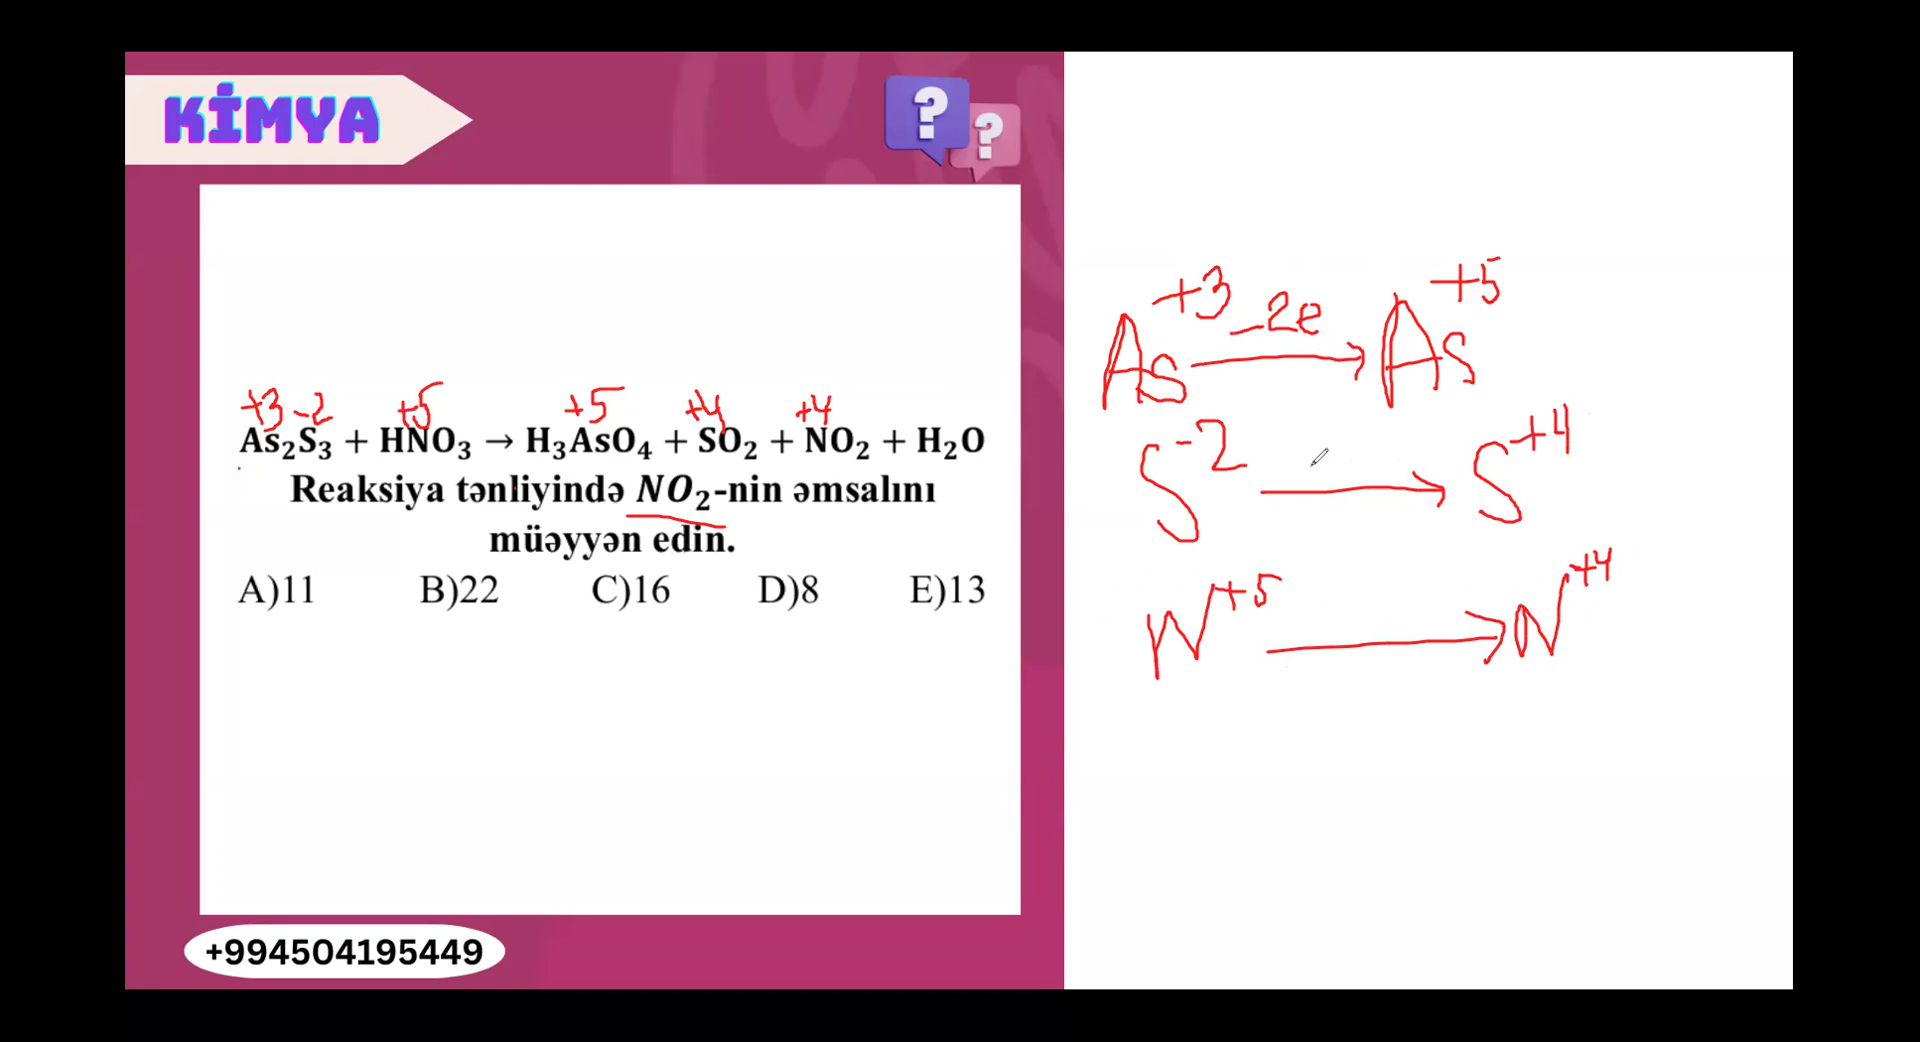 KİMYA
? ?
+3 -2 +5 +5 +4 +4
As₂S₃ + HNO₃ → H₃AsO₄ + SO₂ + NO₂ + H₂O
Reaksiya tənliyində NO₂-nin əmsalını
müəyyən edin.
A)11 B)22 C)16 D)8 E)13
+994504195449
As⁺³ -2e → As⁺⁵
S⁻² → S⁺⁴
N⁺⁵ → N⁺⁴